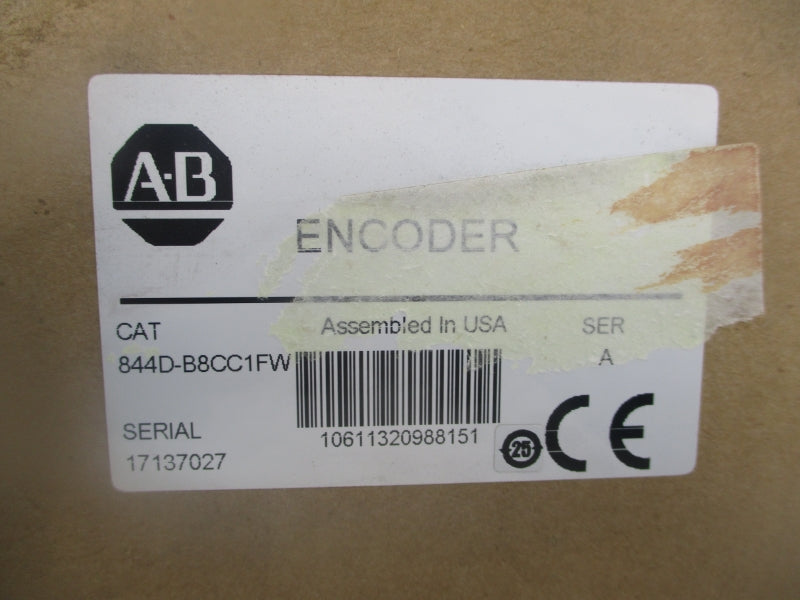 A·B
ENCODER
CAT
844D-B8CC1FW
Assembled In USA
SER
A
10611320988151
SERIAL
17137027
25
CE